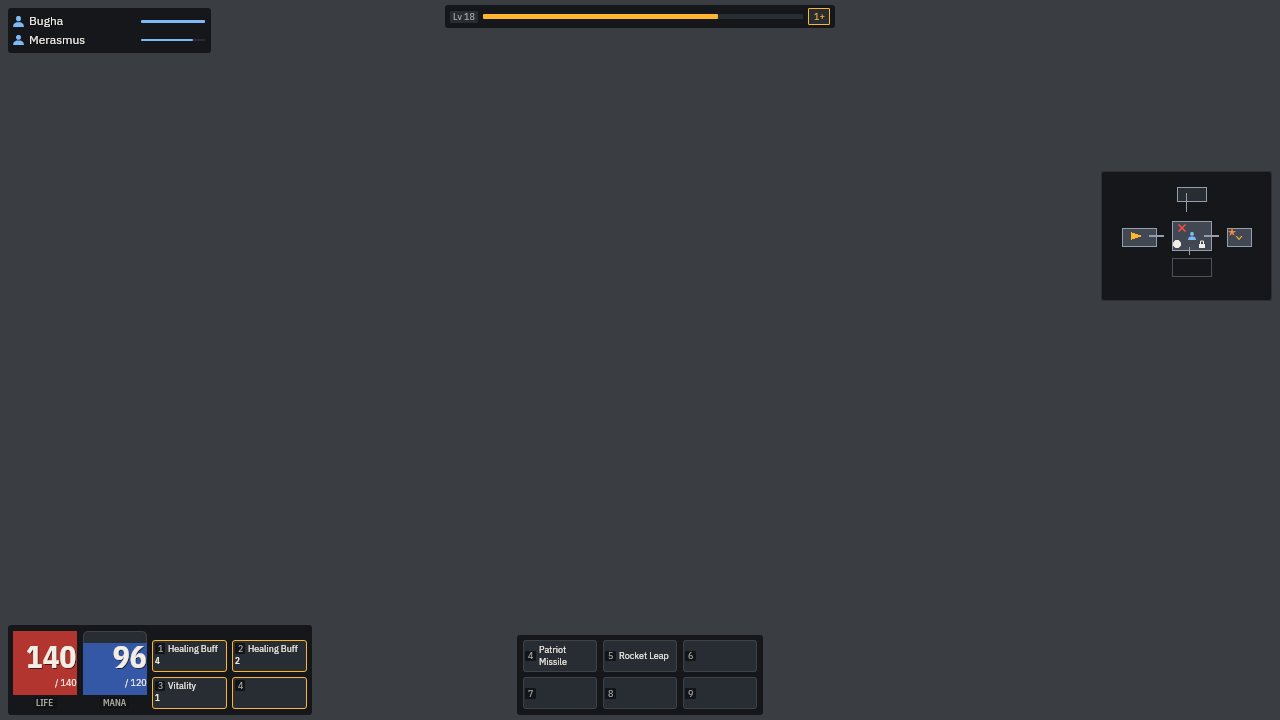 Bugha
Merasmus
Lv 18
1+
140
/ 140
LIFE
96
/ 120
MANA
1 Healing Buff
4
2 Healing Buff
2
3 Vitality
1
4
4 Patriot
Missile
5 Rocket Leap
6
7
8
9